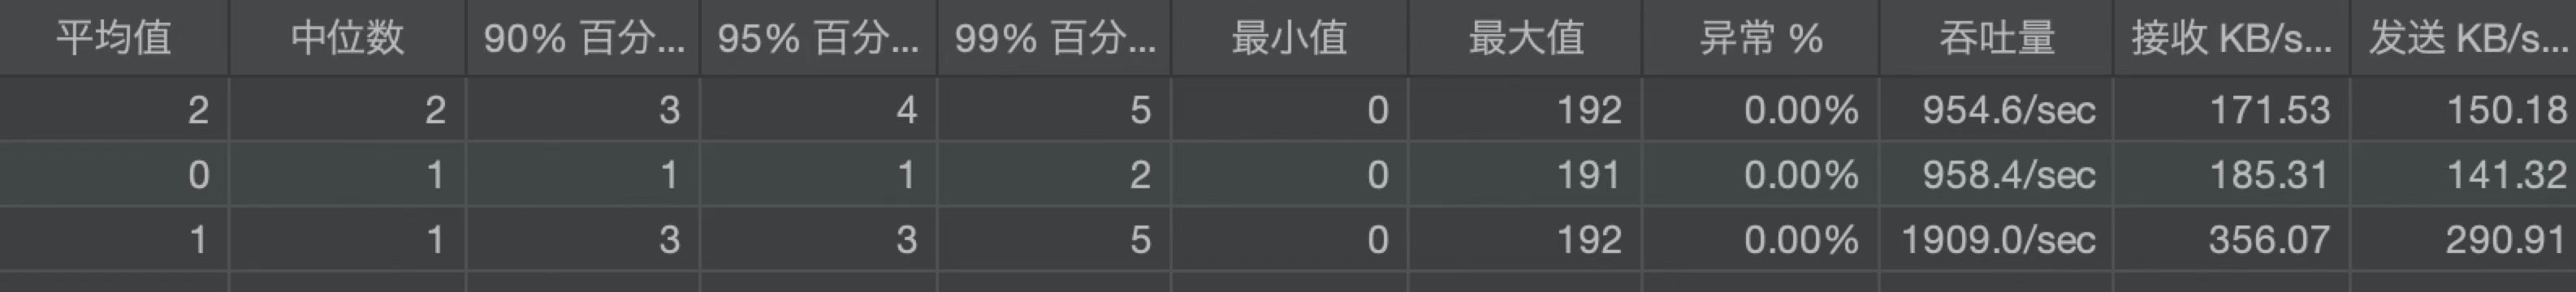 平均值 中位数 90% 百分... 95% 百分... 99% 百分... 最小值 最大值 异常 % 吞吐量 接收 KB/s... 发送 KB/s...
2 2 3 4 5 0 192 0.00% 954.6/sec 171.53 150.18
0 1 1 1 2 0 191 0.00% 958.4/sec 185.31 141.32
1 1 3 3 5 0 192 0.00% 1909.0/sec 356.07 290.91